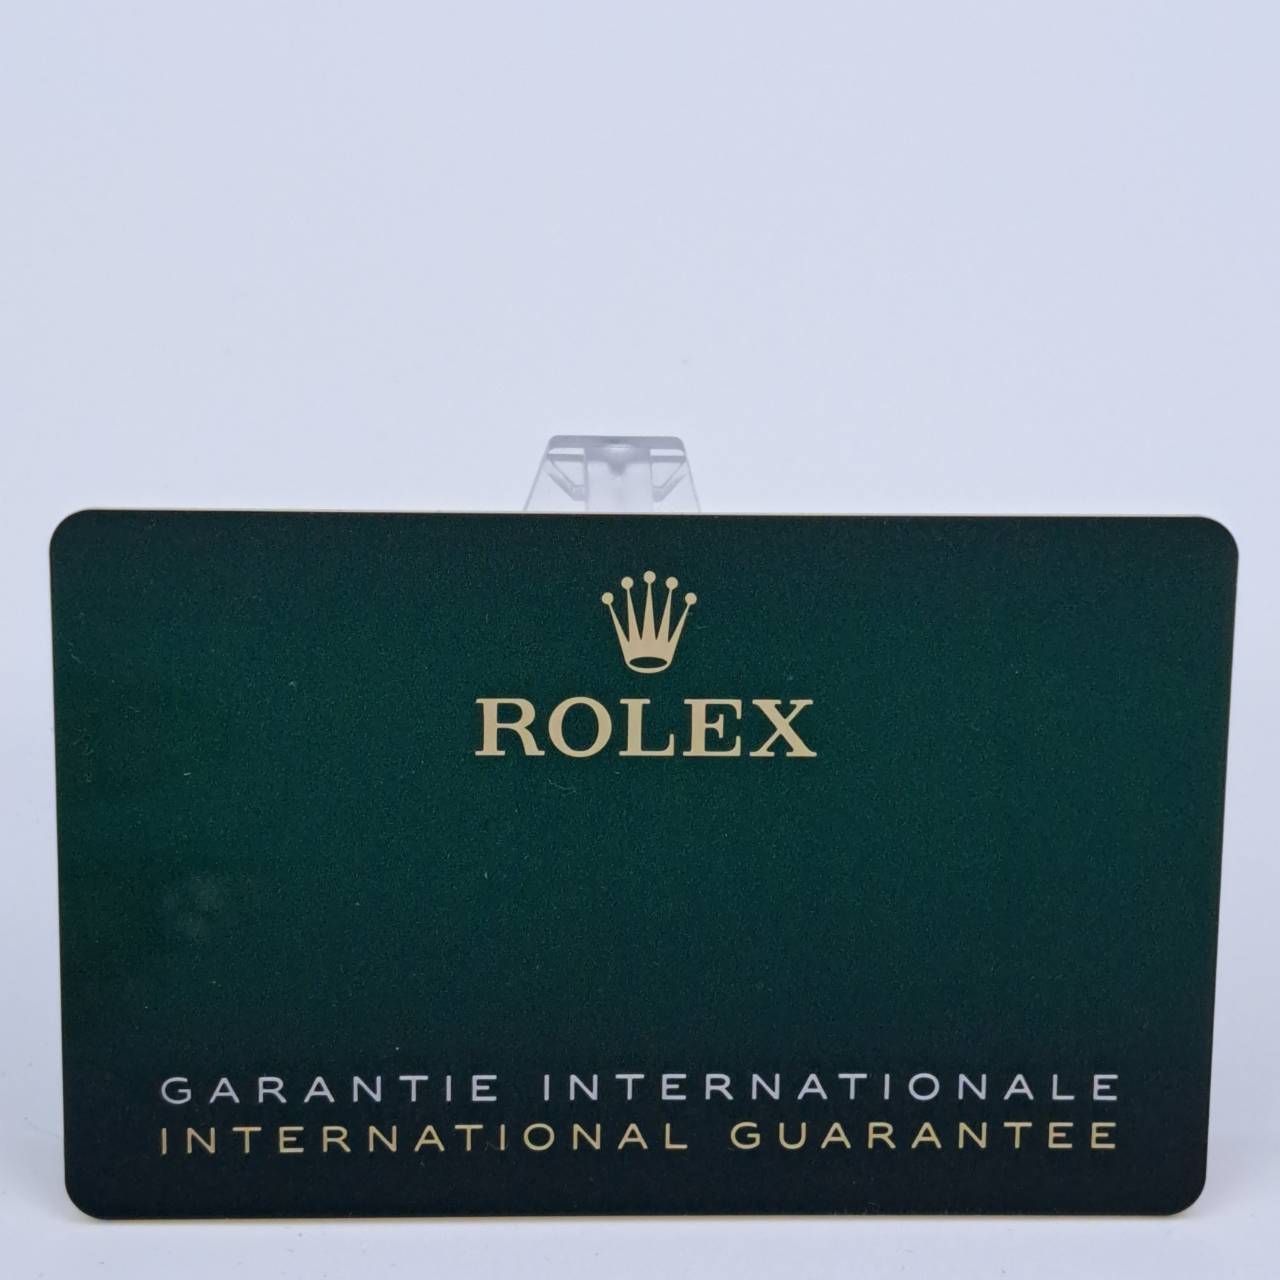 ROLEX
GARANTIE INTERNATIONALE
INTERNATIONAL GUARANTEE